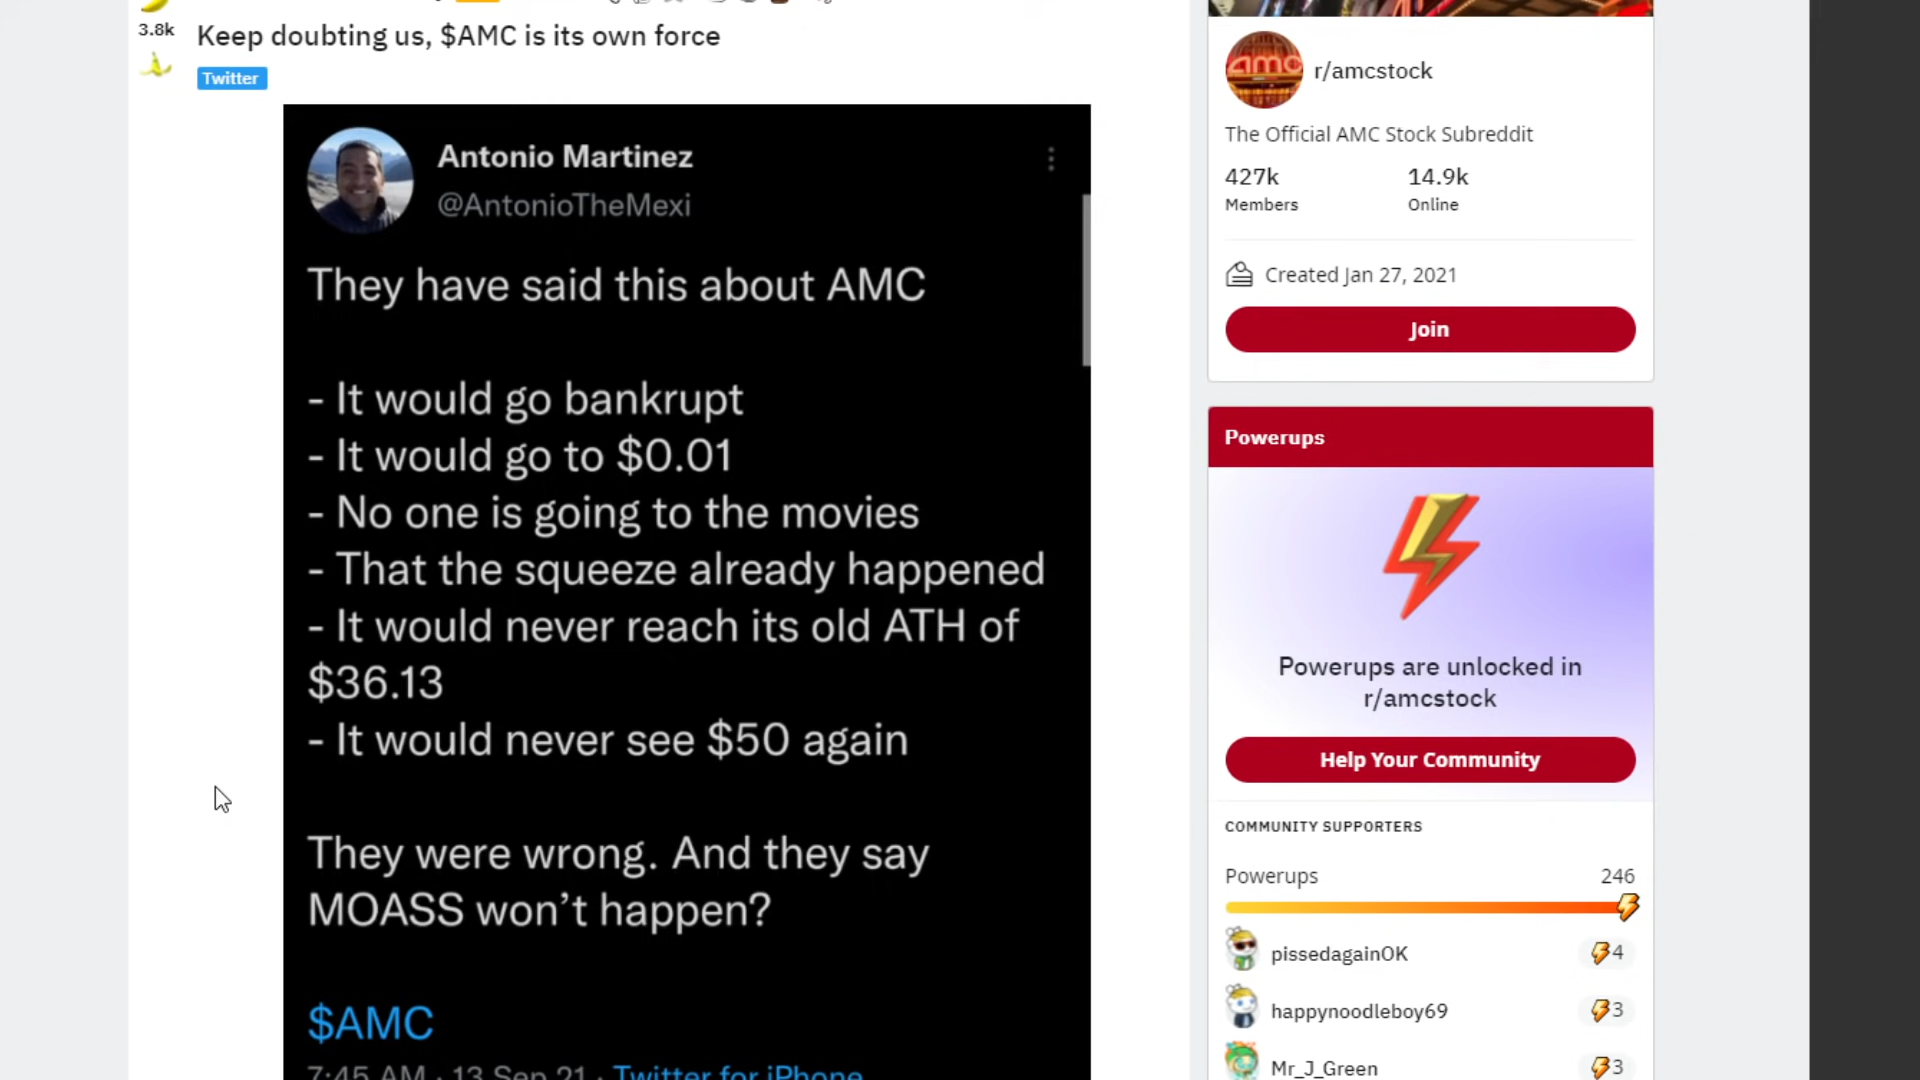 3.8k
Keep doubting us, $AMC is its own force
Twitter
Antonio Martinez
@AntonioTheMexi
They have said this about AMC
- It would go bankrupt
- It would go to $0.01
- No one is going to the movies
- That the squeeze already happened
- It would never reach its old ATH of
$36.13
- It would never see $50 again
They were wrong. And they say
MOASS won’t happen?
$AMC
7:45 AM · 13 Sep 21 · Twitter for iPhone
amc
r/amcstock
The Official AMC Stock Subreddit
427k
14.9k
Members
Online
Created Jan 27, 2021
Join
Powerups
Powerups are unlocked in
r/amcstock
Help Your Community
COMMUNITY SUPPORTERS
Powerups
246
pissedagainOK
4
happynoodleboy69
3
Mr_J_Green
3